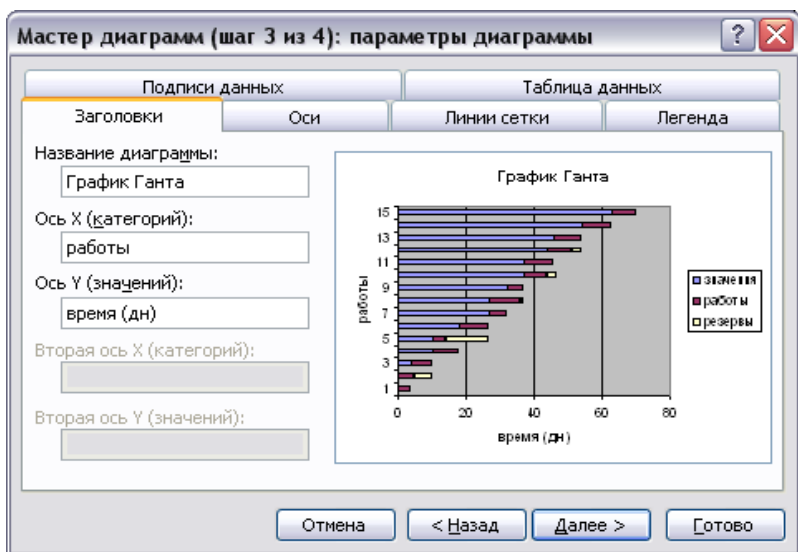 Мастер диаграмм (шаг 3 из 4): параметры диаграммы
Подписи данных
Таблица данных
Заголовки
Оси
Линии сетки
Легенда
Название диаграммы:
График Ганта
Ось X (категорий):
работы
Ось Y (значений):
время (дн)
Вторая ось X (категорий):
Вторая ось Y (значений):
График Ганта
работы
15
13
11
9
7
5
3
1
0
20
40
60
80
время (дн)
значения
работы
резервы
Отмена
< Назад
Далее >
Готово